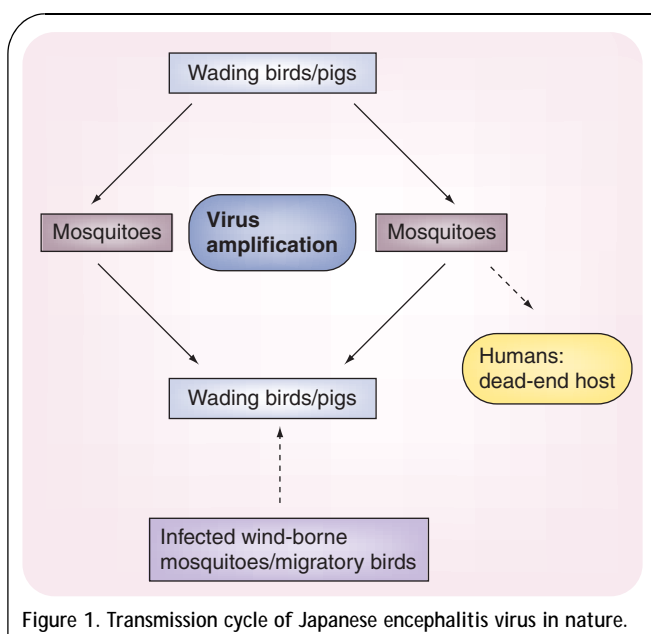 Wading birds/pigs
Mosquitoes
Virus
amplification
Mosquitoes
Humans:
dead-end host
Wading birds/pigs
Infected wind-borne
mosquitoes/migratory birds
Figure 1. Transmission cycle of Japanese encephalitis virus in nature.